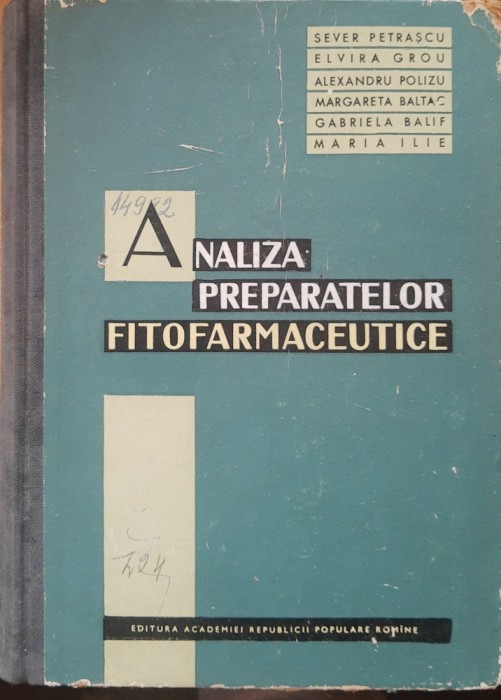 SEVER PETRAȘCU
ELVIRA GROU
ALEXANDRU POLIZU
MARGARETA BALTAC
GABRIELA BALIF
MARIA ILIE
ANALIZA
PREPARATELOR
FITOFARMACEUTICE
EDITURA ACADEMIEI REPUBLICII POPULARE ROMÎNE